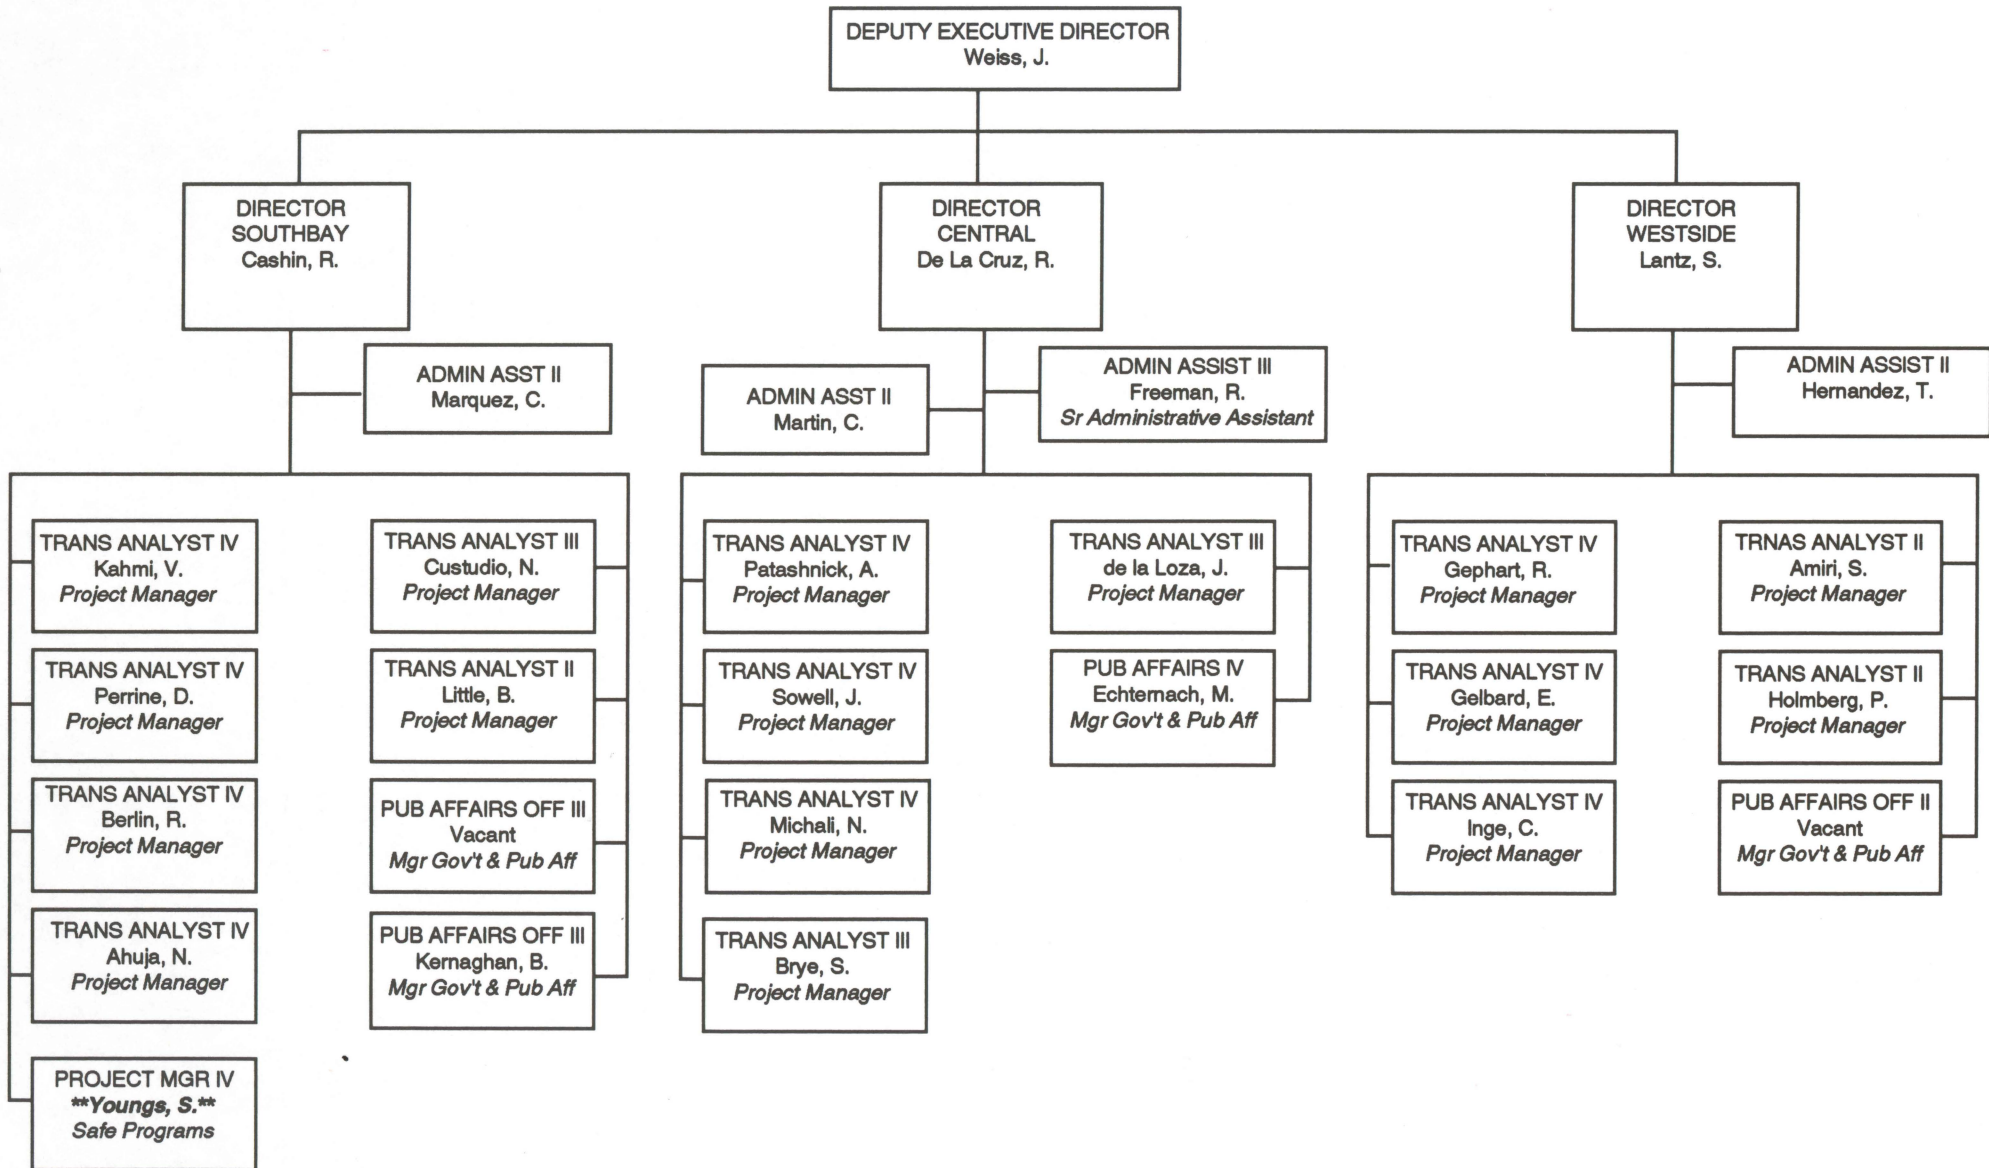 DEPUTY EXECUTIVE DIRECTOR
Weiss, J.
DIRECTOR
SOUTHBAY
Cashin, R.
DIRECTOR
CENTRAL
De La Cruz, R.
DIRECTOR
WESTSIDE
Lantz, S.
ADMIN ASST II
Marquez, C.
ADMIN ASST II
Martin, C.
ADMIN ASSIST III
Freeman, R.
Sr Administrative Assistant
ADMIN ASSIST II
Hernandez, T.
TRANS ANALYST IV
Kahmi, V.
Project Manager
TRANS ANALYST IV
Perrine, D.
Project Manager
TRANS ANALYST IV
Berlin, R.
Project Manager
TRANS ANALYST IV
Ahuja, N.
Project Manager
PROJECT MGR IV
**Youngs, S.**
Safe Programs
TRANS ANALYST III
Custudio, N.
Project Manager
TRANS ANALYST II
Little, B.
Project Manager
PUB AFFAIRS OFF III
Vacant
Mgr Gov't & Pub Aff
PUB AFFAIRS OFF III
Kernaghan, B.
Mgr Gov't & Pub Aff
TRANS ANALYST IV
Patashnick, A.
Project Manager
TRANS ANALYST IV
Sowell, J.
Project Manager
TRANS ANALYST IV
Michali, N.
Project Manager
TRANS ANALYST III
Brye, S.
Project Manager
TRANS ANALYST III
de la Loza, J.
Project Manager
PUB AFFAIRS IV
Echternach, M.
Mgr Gov't & Pub Aff
TRANS ANALYST IV
Gephart, R.
Project Manager
TRANS ANALYST IV
Gelbard, E.
Project Manager
TRANS ANALYST IV
Inge, C.
Project Manager
TRNAS ANALYST II
Amiri, S.
Project Manager
TRANS ANALYST II
Holmberg, P.
Project Manager
PUB AFFAIRS OFF II
Vacant
Mgr Gov't & Pub Aff